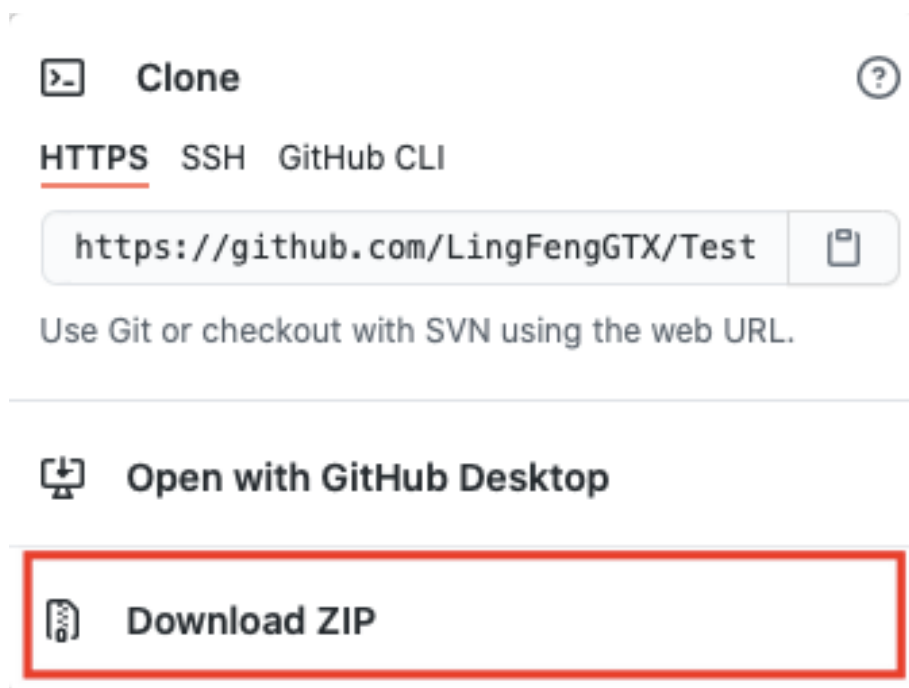 Clone
HTTPS SSH GitHub CLI
https://github.com/LingFengGTX/Test
Use Git or checkout with SVN using the web URL.
Open with GitHub Desktop
Download ZIP